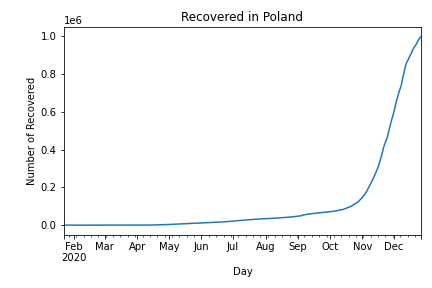 Recovered in Poland
1e6
1.0
0.8
0.6
0.4
0.2
0.0
Number of Recovered
Feb Mar Apr May Jun Jul Aug Sep Oct Nov Dec
2020
Day